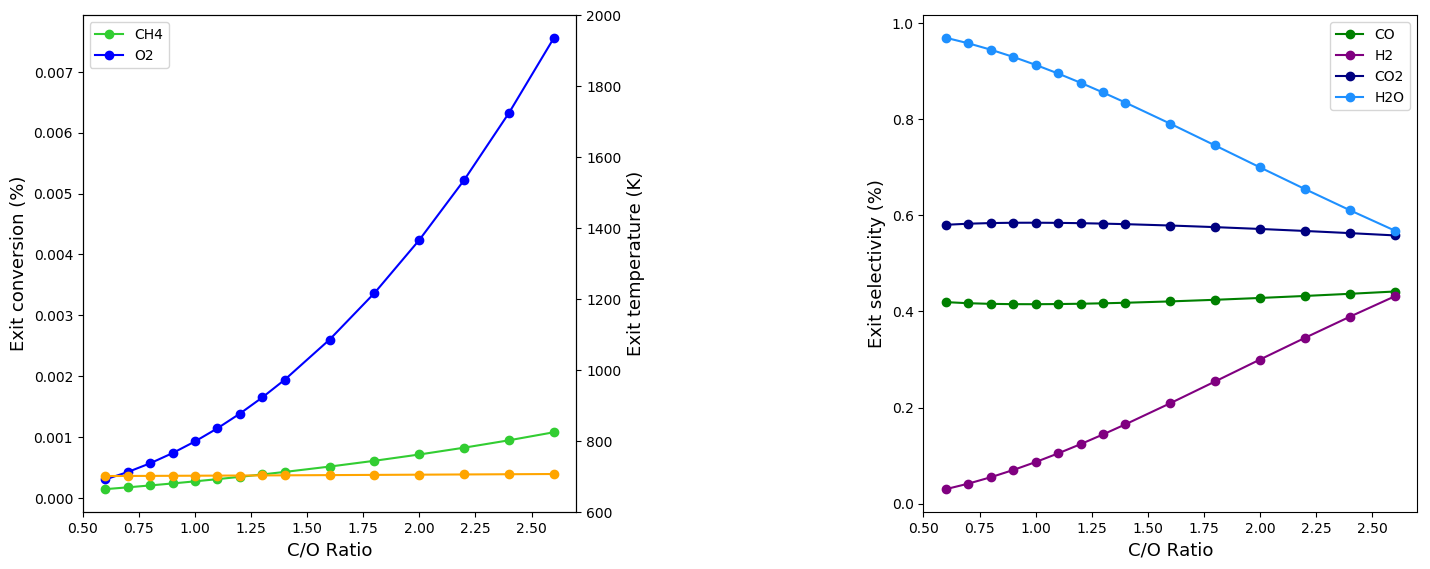 CH4
O2
0.007
0.006
0.005
0.004
0.003
0.002
0.001
0.000
Exit conversion (%)
2000
1800
1600
1400
1200
1000
800
600
Exit temperature (K)
0.50 0.75 1.00 1.25 1.50 1.75 2.00 2.25 2.50
C/O Ratio
CO
H2
CO2
H2O
1.0
0.8
0.6
0.4
0.2
0.0
Exit selectivity (%)
0.50 0.75 1.00 1.25 1.50 1.75 2.00 2.25 2.50
C/O Ratio